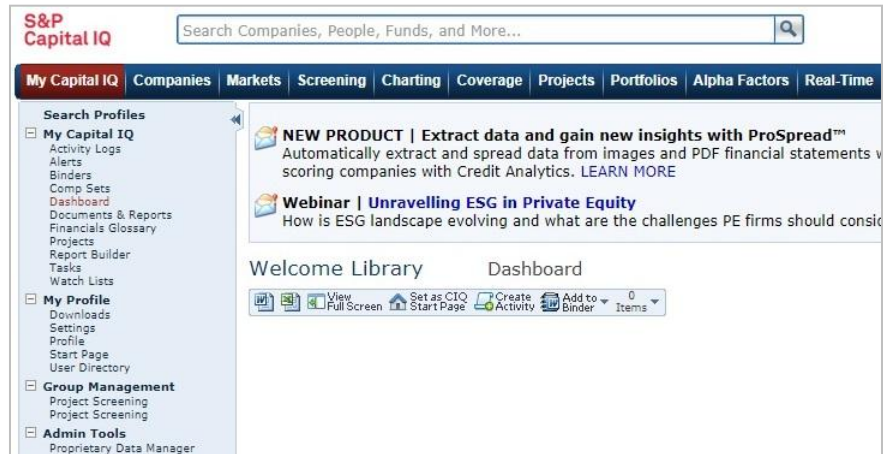 S&P
Capital IQ
Search Companies, People, Funds, and More...
My Capital IQ Companies Markets Screening Charting Coverage Projects Portfolios Alpha Factors Real-Time
Search Profiles
My Capital IQ
Activity Logs
Alerts
Binders
Comp Sets
Dashboard
Documents & Reports
Financials Glossary
Projects
Report Builder
Tasks
Watch Lists
My Profile
Downloads
Settings
Profile
Start Page
User Directory
Group Management
Project Screening
Project Screening
Admin Tools
Proprietary Data Manager
NEW PRODUCT | Extract data and gain new insights with ProSpread™
Automatically extract and spread data from images and PDF financial statements
scoring companies with Credit Analytics. LEARN MORE
Webinar | Unravelling ESG in Private Equity
How is ESG landscape evolving and what are the challenges PE firms should
Welcome Library Dashboard
View Set as CIQ Create Add to 0
Full Screen Start Page Activity Binder Items